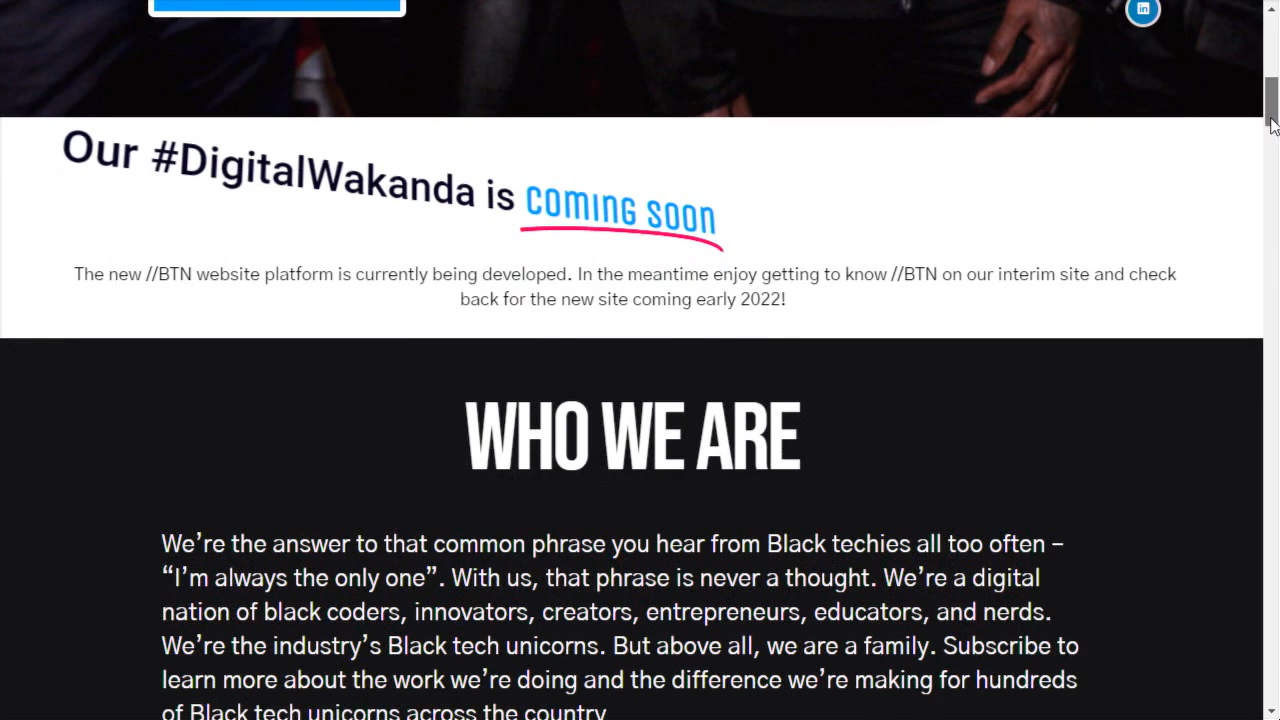 Our #DigitalWakanda is coming soon
The new //BTN website platform is currently being developed. In the meantime enjoy getting to know //BTN on our interim site and check
back for the new site coming early 2022!
WHO WE ARE
We’re the answer to that common phrase you hear from Black techies all too often –
“I’m always the only one”. With us, that phrase is never a thought. We’re a digital
nation of black coders, innovators, creators, entrepreneurs, educators, and nerds.
We’re the industry’s Black tech unicorns. But above all, we are a family. Subscribe to
learn more about the work we’re doing and the difference we’re making for hundreds
of Black tech unicorns across the country